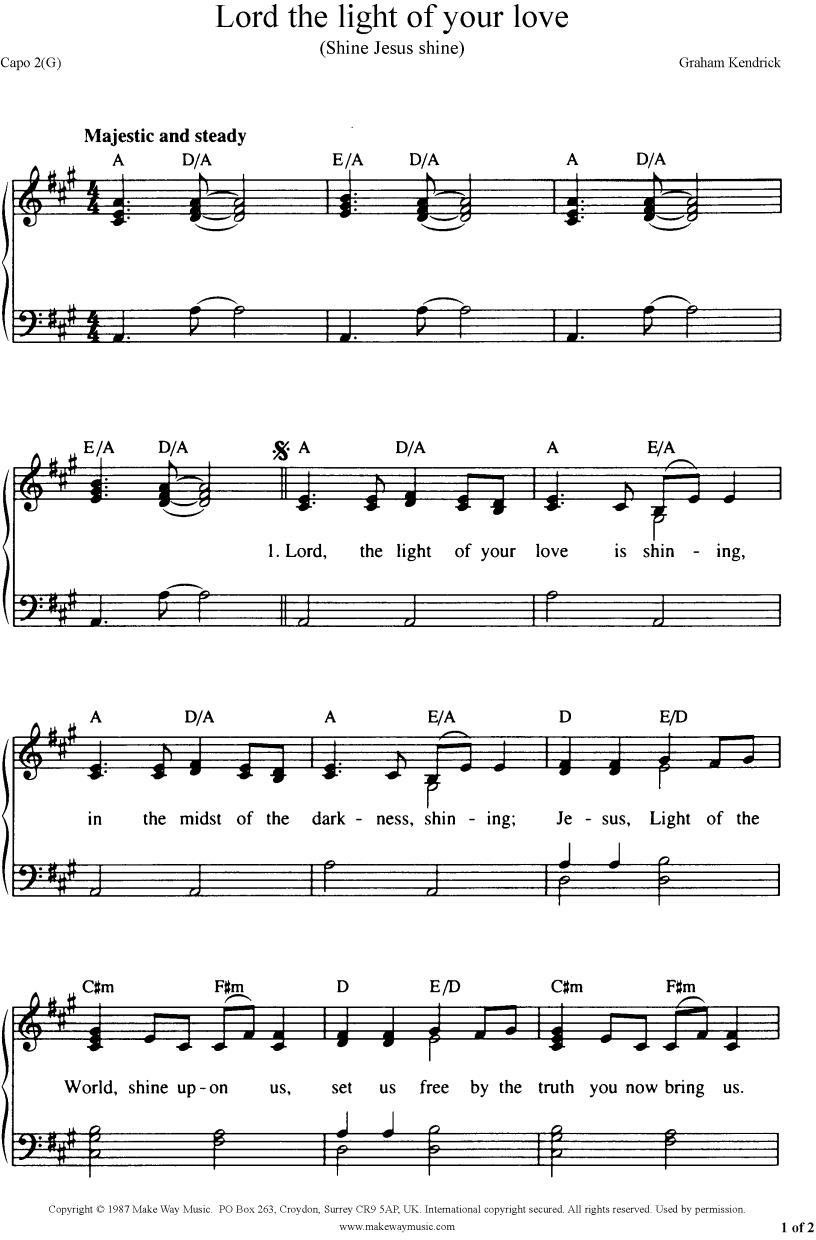 Lord the light of your love
(Shine Jesus shine)
Capo 2(G) Graham Kendrick
Majestic and steady
A D/A E/A D/A A D/A
E/A D/A A D/A A E/A
1. Lord, the light of your love is shin - ing,
A D/A A E/A D E/D
in the midst of the dark - ness, shin - ing; Je - sus, Light of the
C#m F#m D E/D C#m F#m
World, shine up - on us, set us free by the truth you now bring us.
Copyright © 1987 Make Way Music. PO Box 263, Croydon, Surrey CR9 5AP, UK. International copyright secured. All rights reserved. Used by permission.
www.makewaymusic.com
1 of 2